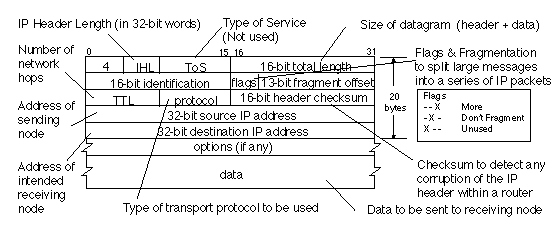 IP Header Length (in 32-bit words)
Type of Service
(Not used)
Size of datagram (header + data)
Number of
network
hops
0
15 16
31
Flags & Fragmentation
to split large messages
into a series of IP packets
4
IHL
ToS
16-bit total length
16-bit identification
flags
13-bit fragment offset
TTL
protocol
16-bit header checksum
20
bytes
Flags
- - X More
- X - Don't Fragment
X - - Unused
Address of
sending node
32-bit source IP address
32-bit destination IP address
options (if any)
data
Address of
intended
receiving
node
Checksum to detect any
corruption of the IP
header within a router
Type of transport protocol to be used
Data to be sent to receiving node